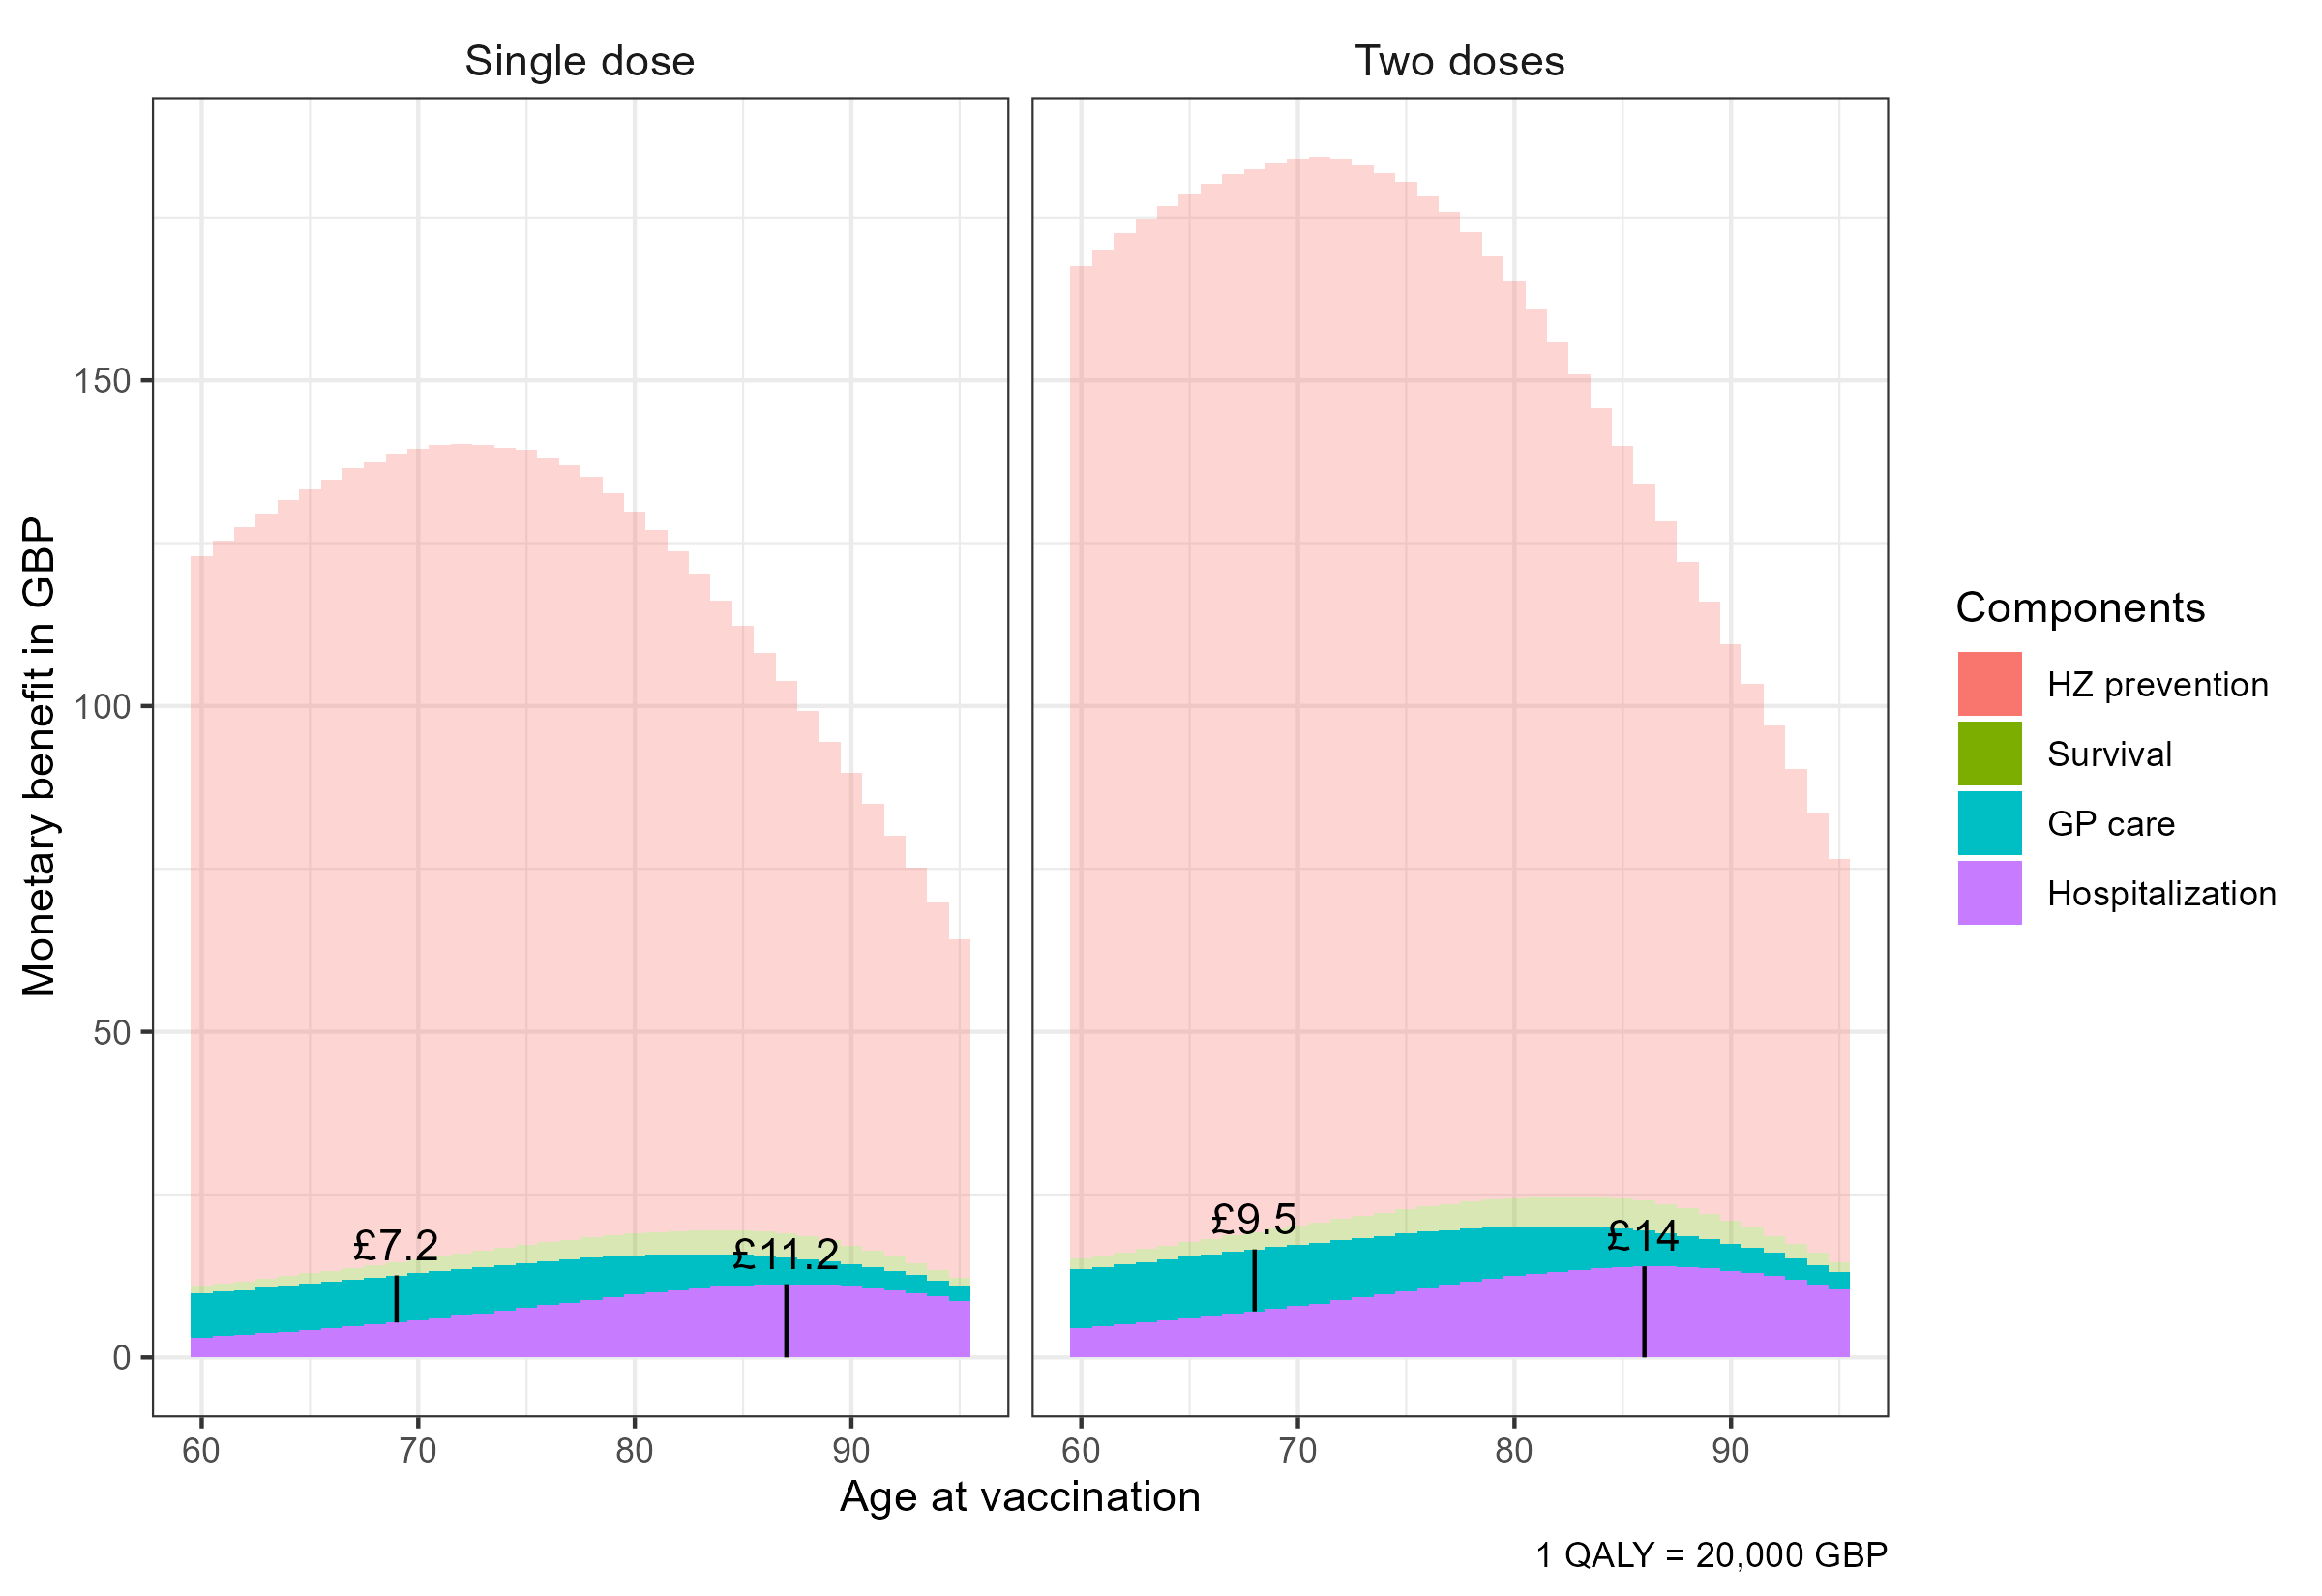 Single dose
Two doses
Monetary benefit in GBP
150
100
50
0
£7.2
£11.2
£9.5
£14
60
70
80
90
60
70
80
90
Age at vaccination
Components
HZ prevention
Survival
GP care
Hospitalization
1 QALY = 20,000 GBP